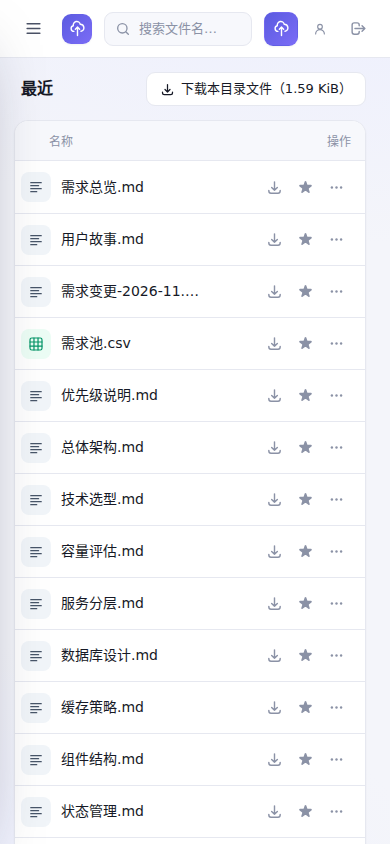 搜索文件名…
最近
下载本目录文件（1.59 KiB）
名称 操作
需求总览.md
用户故事.md
需求变更-2026-11.…
需求池.csv
优先级说明.md
总体架构.md
技术选型.md
容量评估.md
服务分层.md
数据库设计.md
缓存策略.md
组件结构.md
状态管理.md